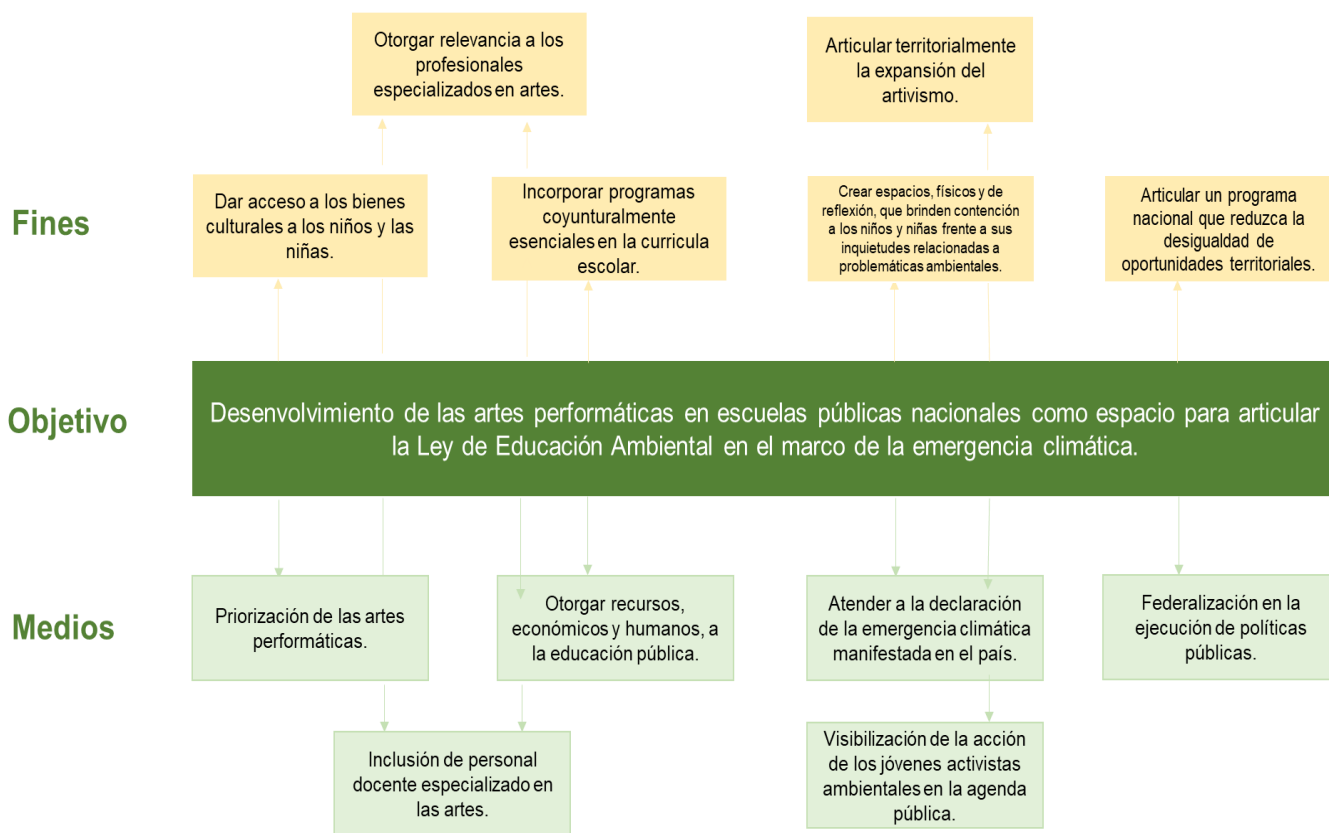 Otorgar relevancia a los
profesionales
especializados en artes.
Articular territorialmente
la expansión del
artivismo.
Fines
Dar acceso a los bienes
culturales a los niños y las
niñas.
Incorporar programas
coyunturalmente
esenciales en la curricula
escolar.
Crear espacios, físicos y de
reflexión, que brinden contención
a los niños y niñas frente a sus
inquietudes relacionadas a
problemáticas ambientales.
Articular un programa
nacional que reduzca la
desigualdad de
oportunidades territoriales.
Objetivo
Desenvolvimiento de las artes performáticas en escuelas públicas nacionales como espacio para articular
la Ley de Educación Ambiental en el marco de la emergencia climática.
Medios
Priorización de las artes
performáticas.
Otorgar recursos,
económicos y humanos, a
la educación pública.
Atender a la declaración
de la emergencia climática
manifestada en el país.
Federalización en la
ejecución de políticas
públicas.
Inclusión de personal
docente especializado en
las artes.
Visibilización de la acción
de los jóvenes activistas
ambientales en la agenda
pública.